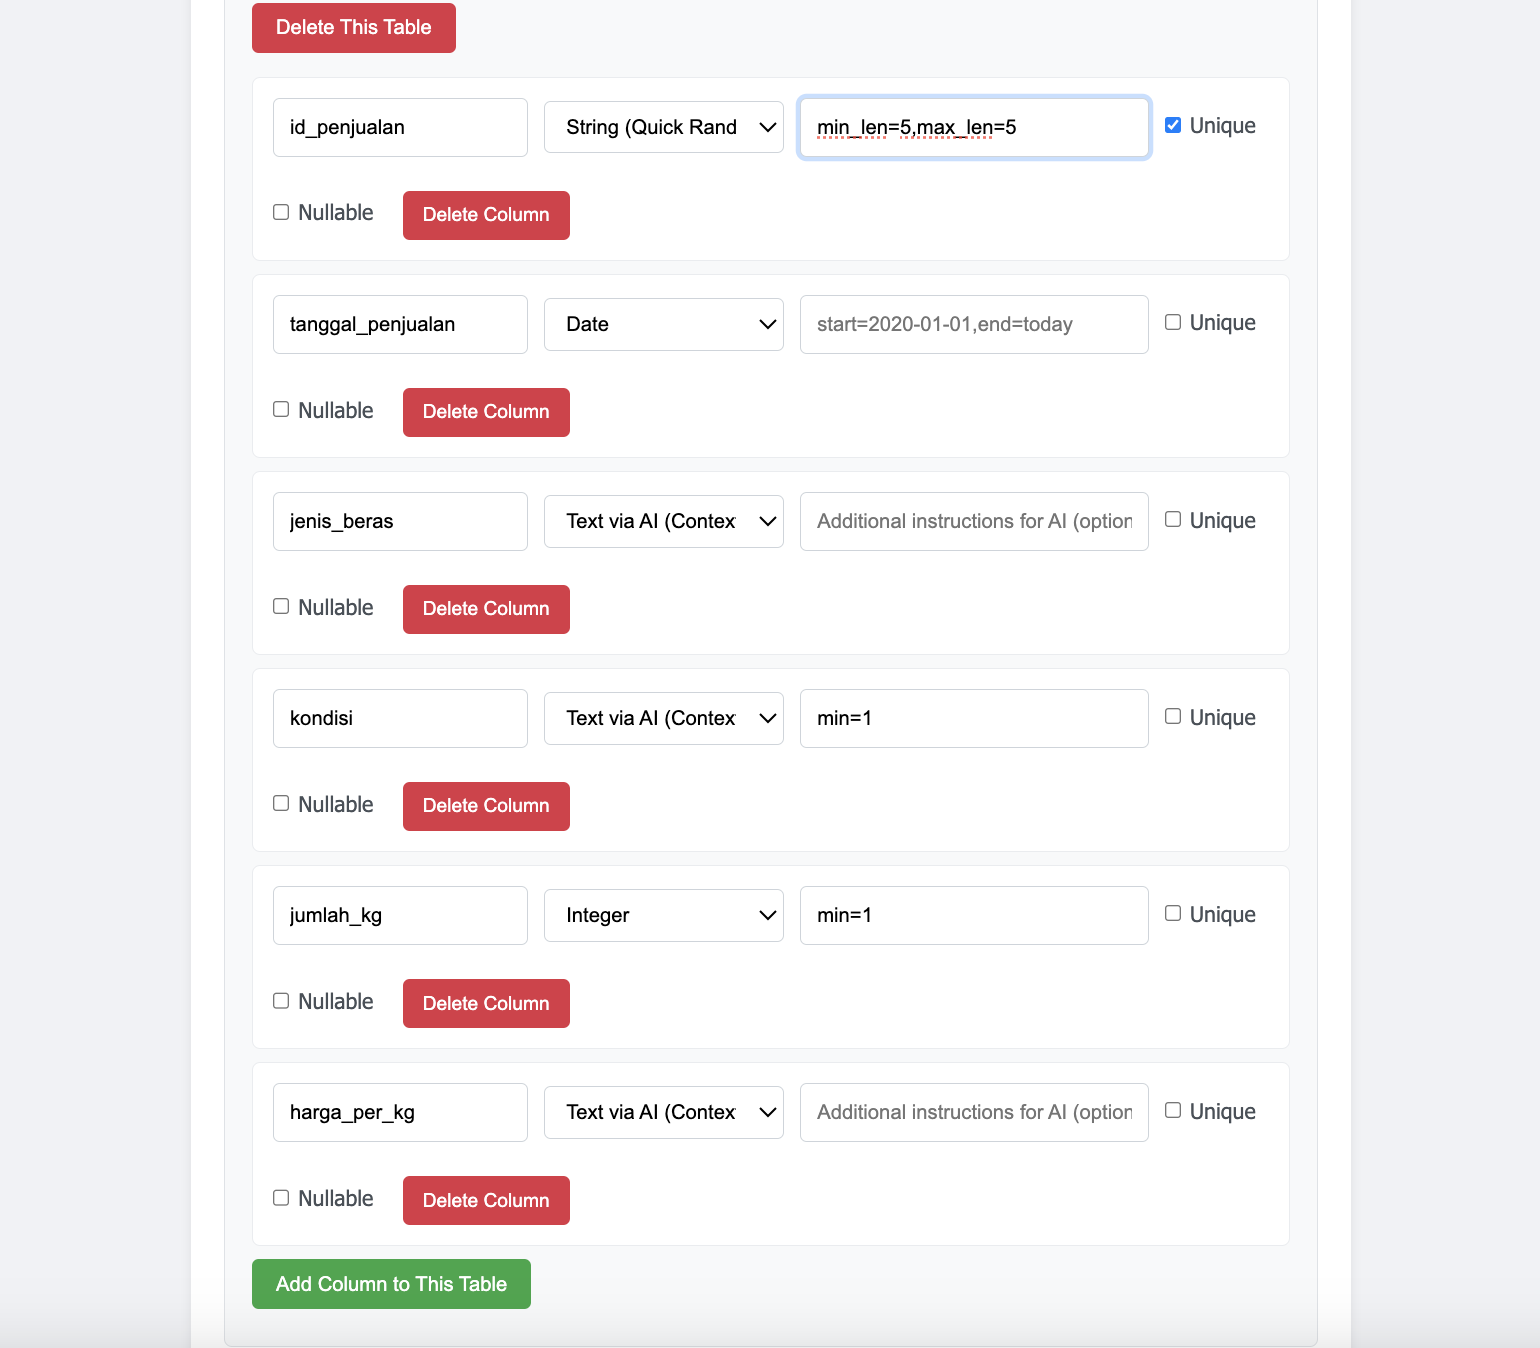 Delete This Table
id_penjualan String (Quick Rand min_len=5,max_len=5 Unique
Nullable Delete Column
tanggal_penjualan Date start=2020-01-01,end=today Unique
Nullable Delete Column
jenis_beras Text via AI (Contex Additional instructions for AI (option Unique
Nullable Delete Column
kondisi Text via AI (Contex min=1 Unique
Nullable Delete Column
jumlah_kg Integer min=1 Unique
Nullable Delete Column
harga_per_kg Text via AI (Contex Additional instructions for AI (option Unique
Nullable Delete Column
Add Column to This Table